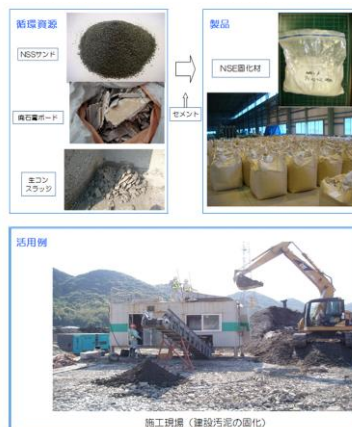 循環資源
NSSサンド
廃石膏ボード
生コン
スラッジ
セメント
製品
NSE固化材
活用例
施工現場（建設汚泥の固化）